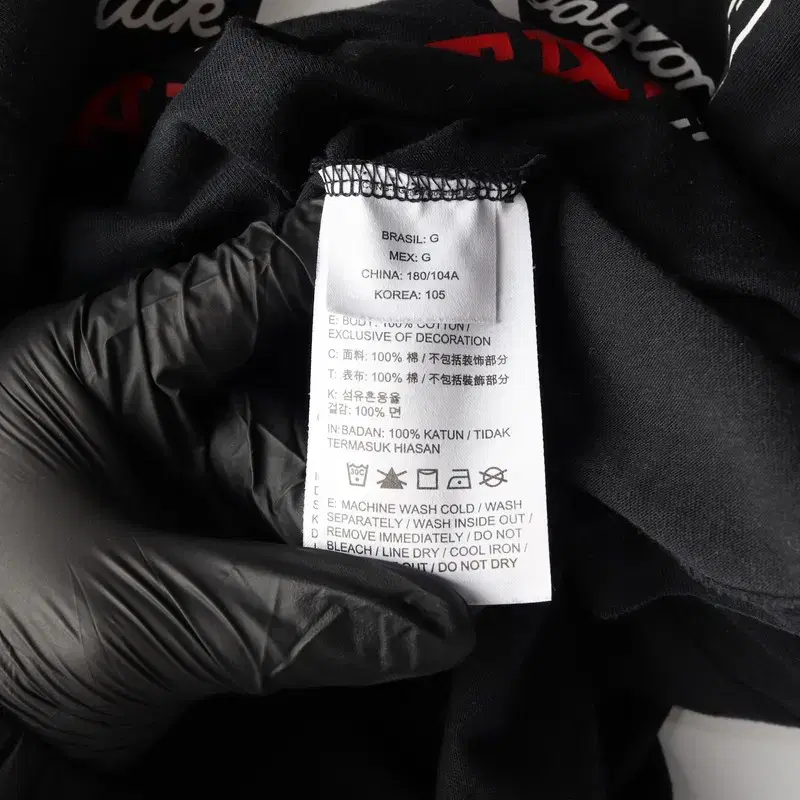 BRASIL: G
MEX: G
CHINA: 180/104A
KOREA: 105
E: BODY: 100% COTTON /
EXCLUSIVE OF DECORATION
C: 面料: 100% 棉 / 不包括装饰部分
T: 表布: 100% 棉 / 不包括裝飾部分
K: 섬유혼용율
겉감: 100% 면
IN:BADAN: 100% KATUN / TIDAK
TERMASUK HIASAN
30C
E: MACHINE WASH COLD / WASH
SEPARATELY / WASH INSIDE OUT /
REMOVE IMMEDIATELY / DO NOT
BLEACH / LINE DRY / COOL IRON /
OUT / DO NOT DRY